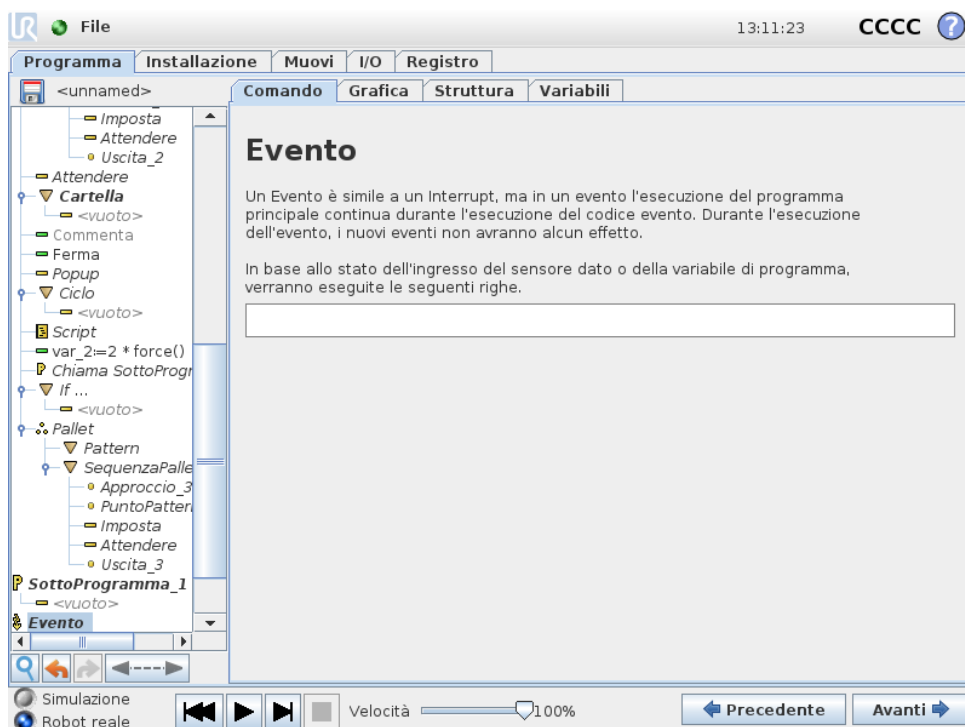 UR File 13:11:23 CCCC ?
Programma Installazione Muovi I/O Registro
<unnamed>
Comando Grafica Struttura Variabili
Imposta
Attendere
Uscita_2
Attendere
Cartella
<vuoto>
Commenta
Ferma
Popup
Ciclo
<vuoto>
Script
var_2:=2 * force()
Chiama SottoProgr
If ...
<vuoto>
Pallet
Pattern
SequenzaPalle
Approccio_3
PuntoPatter
Imposta
Attendere
Uscita_3
SottoProgramma_1
<vuoto>
Evento
Evento
Un Evento è simile a un Interrupt, ma in un evento l'esecuzione del programma
principale continua durante l'esecuzione del codice evento. Durante l'esecuzione
dell'evento, i nuovi eventi non avranno alcun effetto.
In base allo stato dell'ingresso del sensore dato o della variabile di programma,
verranno eseguite le seguenti righe.
Simulazione
Robot reale
Velocità 100%
Precedente Avanti